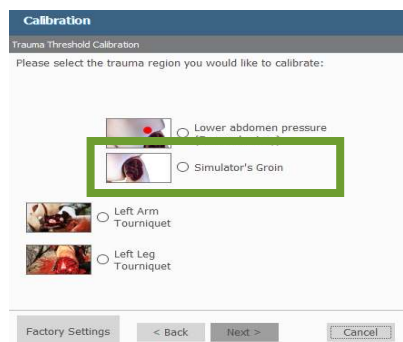 Calibration
Trauma Threshold Calibration
Please select the trauma region you would like to calibrate:
Lower abdomen pressure
Simulator's Groin
Left Arm
Tourniquet
Left Leg
Tourniquet
Factory Settings
< Back
Next >
Cancel